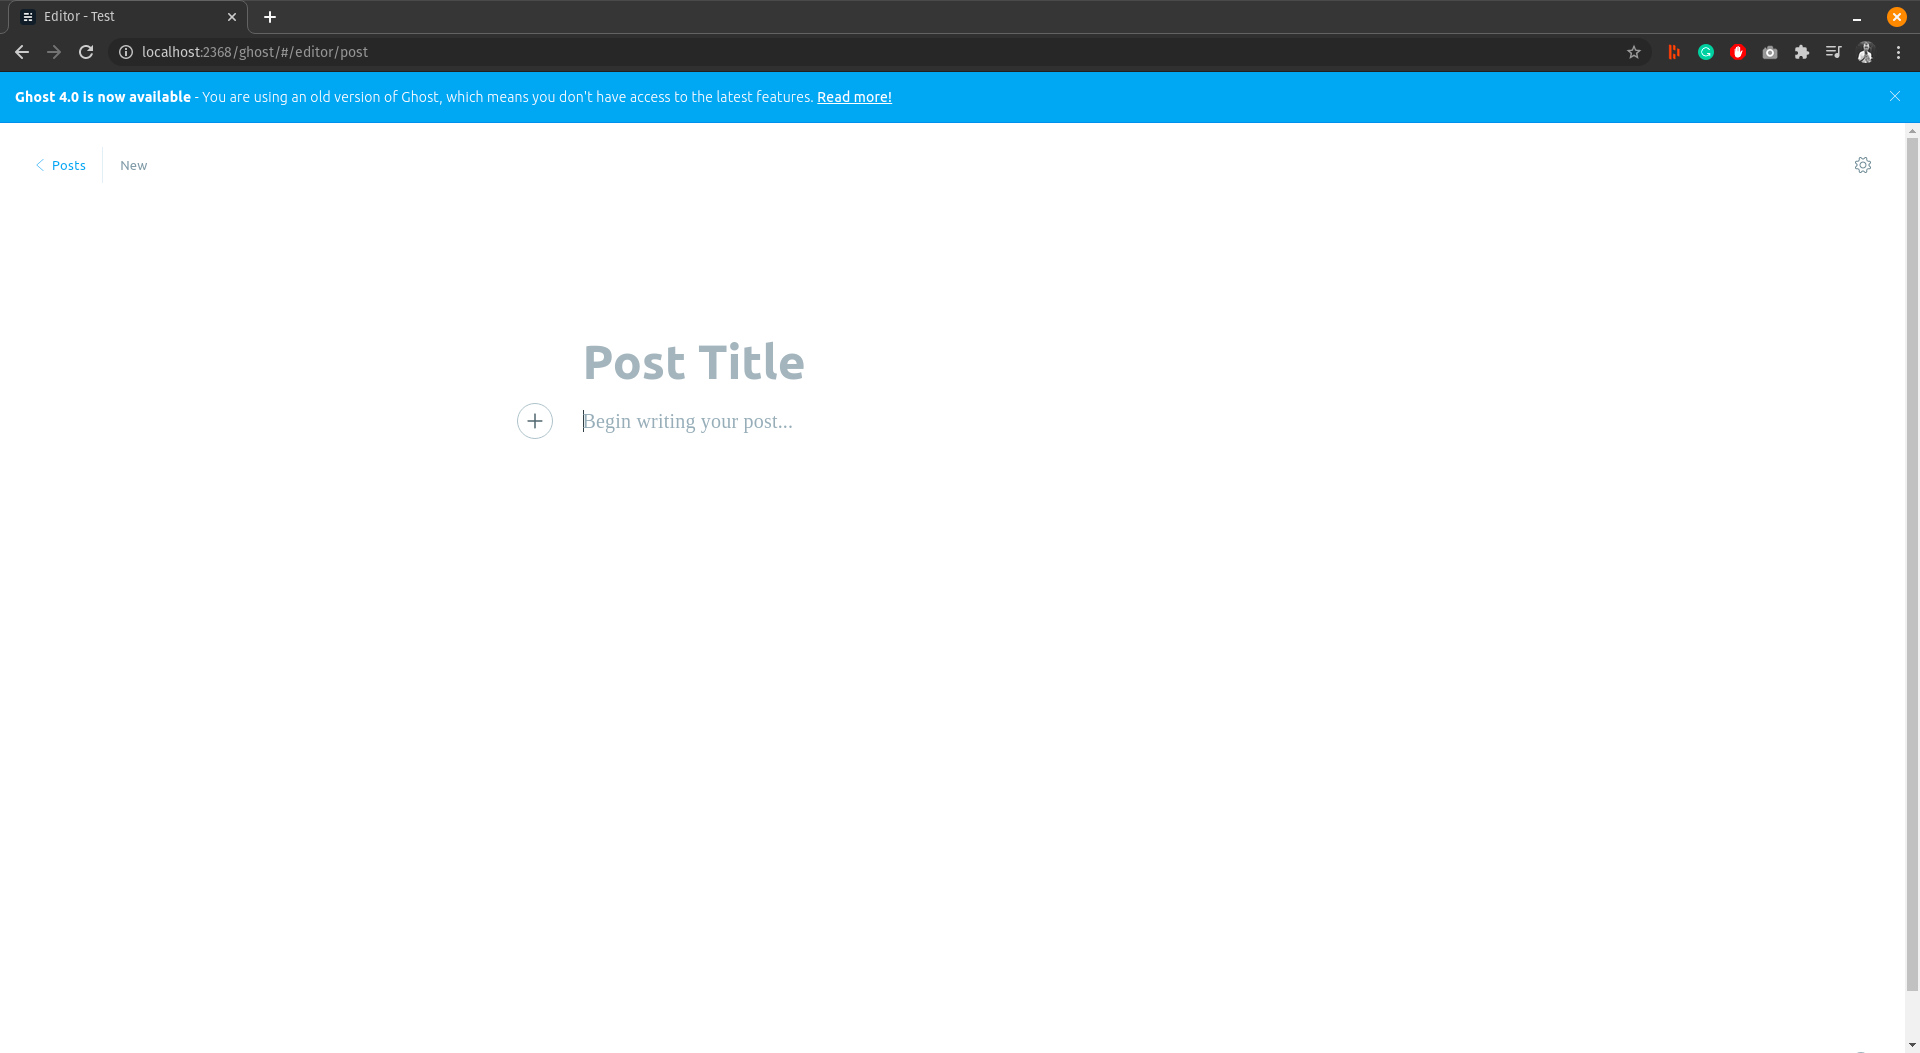 Editor - Test
localhost:2368/ghost/#/editor/post
Ghost 4.0 is now available - You are using an old version of Ghost, which means you don't have access to the latest features. Read more!
Posts
New
Post Title
Begin writing your post...